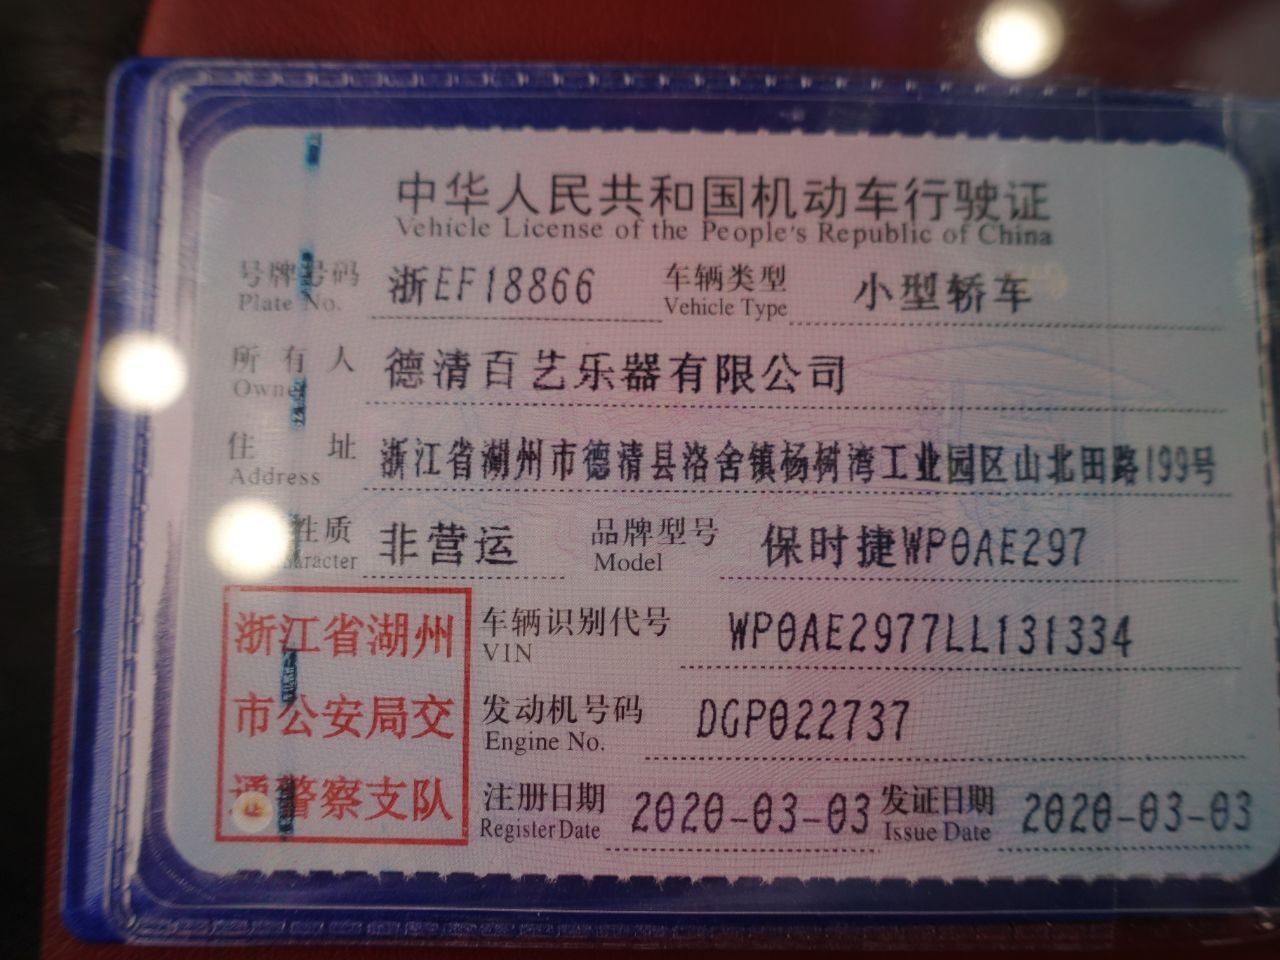 中华人民共和国机动车行驶证
Vehicle License of the People's Republic of China
号牌号码 浙EF18866 车辆类型 小型轿车
Plate No. Vehicle Type
所有人 德清百艺乐器有限公司
Owner
住址 浙江省湖州市德清县洛舍镇杨树湾工业园区山北田路199号
Address
性质 非营运 品牌型号 保时捷WP0AE297
Character Model
浙江省湖州 车辆识别代号 WP0AE2977LL131334
VIN
市公安局交 发动机号码 DGP022737
Engine No.
通警察支队 注册日期 2020-03-03 发证日期 2020-03-03
Register Date Issue Date